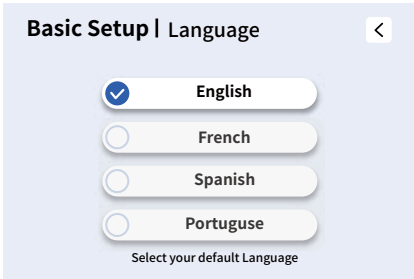 Basic Setup | Language
English
French
Spanish
Portuguse
Select your default Language